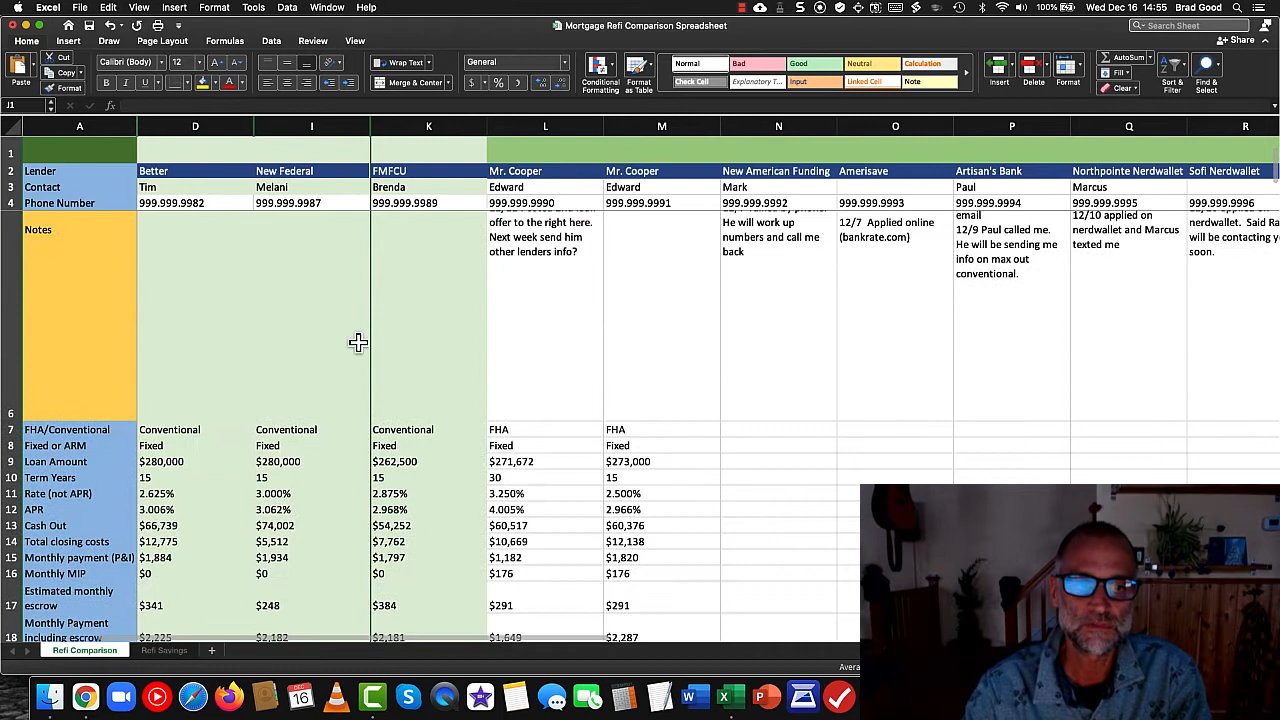 Excel File Edit View Insert Format Tools Data Window Help 100% Wed Dec 16 14:55 Brad Good
Mortgage Refi Comparison Spreadsheet
Search Sheet
Home Insert Draw Page Layout Formulas Data Review View
Share
Paste Cut Copy Format
Calibri (Body) 12 A A
B I U
Wrap Text
Merge & Center
General
$ %
Conditional Formatting
Format as Table
Normal Bad Good Neutral Calculation
Check Cell Explanatory T... Input Linked Cell Note
Insert Delete Format
AutoSum
Fill
Clear
Sort & Filter
Find & Select
J1 fx
A D I K L M N O P Q R
1
2 Lender Better New Federal FMFCU Mr. Cooper Mr. Cooper New American Funding Amerisave Artisan's Bank Northpointe Nerdwallet Sofi Nerdwallet
3 Contact Tim Melani Brenda Edward Edward Mark Paul Marcus
4 Phone Number 999.999.9982 999.999.9987 999.999.9989 999.999.9990 999.999.9991 999.999.9992 999.999.9993 999.999.9994 999.999.9995 999.999.9996
Notes
offer to the right here.
Next week send him
other lenders info?
He will work up
numbers and call me
back
12/7 Applied online
(bankrate.com)
email
12/9 Paul called me.
He will be sending me
info on max out
conventional.
12/10 applied on
nerdwallet and Marcus
texted me
nerdwallet. Said Ra
will be contacting y
soon.
6
7 FHA/Conventional Conventional Conventional Conventional FHA FHA
8 Fixed or ARM Fixed Fixed Fixed Fixed Fixed
9 Loan Amount $280,000 $280,000 $262,500 $271,672 $273,000
10 Term Years 15 15 15 30 15
11 Rate (not APR) 2.625% 3.000% 2.875% 3.250% 2.500%
12 APR 3.006% 3.062% 2.968% 4.005% 2.966%
13 Cash Out $66,739 $74,002 $54,252 $60,517 $60,376
14 Total closing costs $12,775 $5,512 $7,762 $10,669 $12,138
15 Monthly payment (P&I) $1,884 $1,934 $1,797 $1,182 $1,820
16 Monthly MIP $0 $0 $0 $176 $176
Estimated monthly
17 escrow $341 $248 $384 $291 $291
Monthly Payment
18 including escrow $2,225 $2,182 $2,181 $1,649 $2,287
Refi Comparison Refi Savings +
Avera
DEC 16